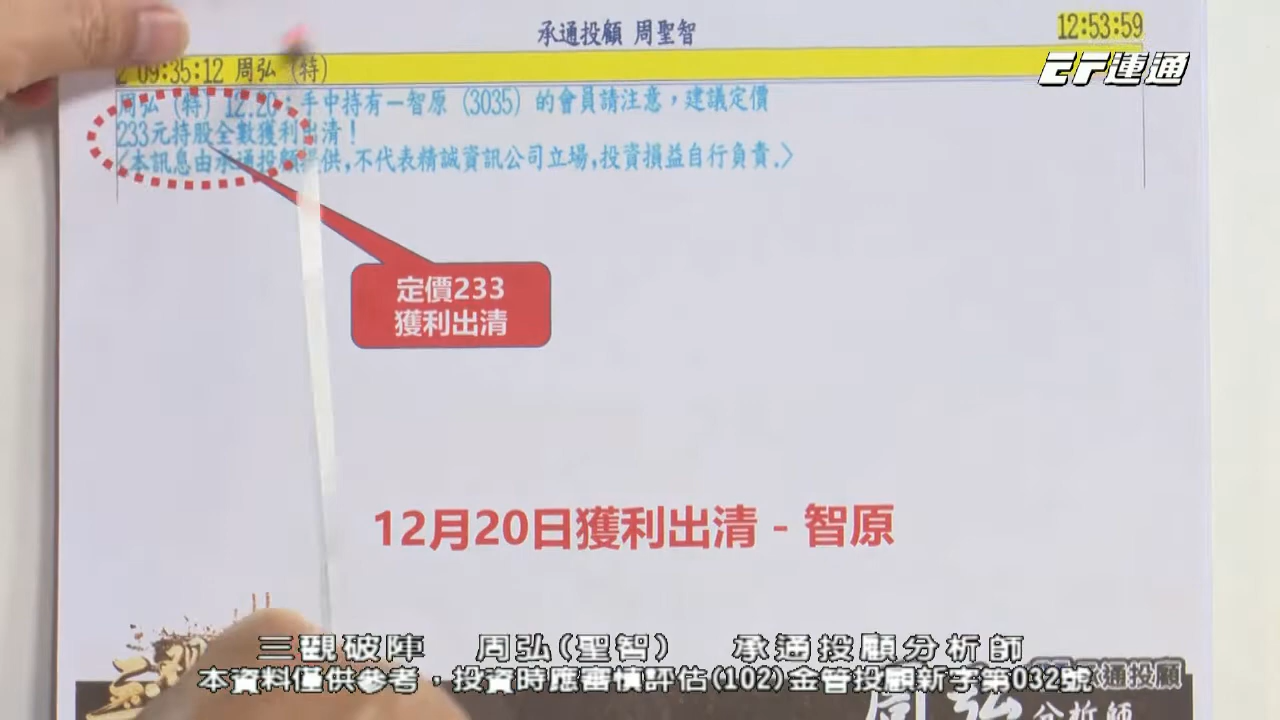 承通投顧 周聖智
12:53:59
EF運通
2 09:35:12 周弘 (特)
周弘 (特) 12.20：手中持有一智原 (3035) 的會員請注意，建議定價
233元持股全數獲利出清！
〈本訊息由承通投顧提供,不代表精誠資訊公司立場,投資損益自行負責.〉
定價233
獲利出清
12月20日獲利出清－智原
三觀破陣 周弘(聖智) 承通投顧分析師
本資料僅供參考，投資時應審慎評估(102)金管投顧新字第032號
承通投顧
周弘 分析師